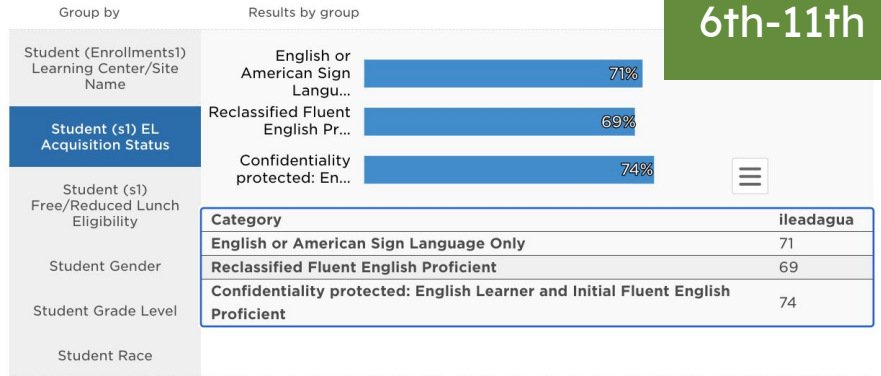 Group by
Results by group
6th-11th
Student (Enrollments1)
Learning Center/Site
Name
Student (s1) EL
Acquisition Status
Student (s1)
Free/Reduced Lunch
Eligibility
Student Gender
Student Grade Level
Student Race
English or
American Sign
Langu...
71%
Reclassified Fluent
English Pr...
69%
Confidentiality
protected: En...
74%
Category ileadagua
English or American Sign Language Only 71
Reclassified Fluent English Proficient 69
Confidentiality protected: English Learner and Initial Fluent English
Proficient 74